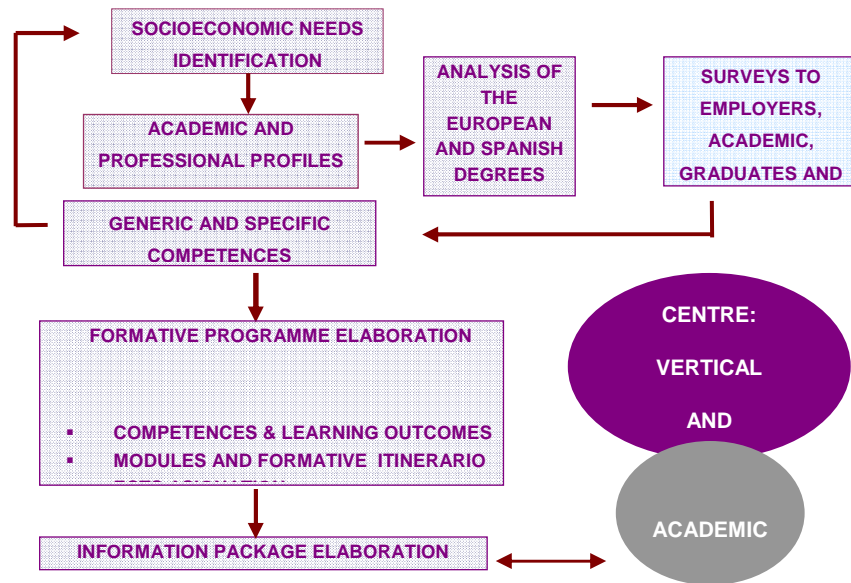 SOCIOECONOMIC NEEDS
IDENTIFICATION
ACADEMIC AND
PROFESSIONAL PROFILES
ANALYSIS OF
THE
EUROPEAN
AND SPANISH
DEGREES
SURVEYS TO
EMPLOYERS,
ACADEMIC,
GRADUATES AND
GENERIC AND SPECIFIC
COMPETENCES
FORMATIVE PROGRAMME ELABORATION
▪ COMPETENCES & LEARNING OUTCOMES
▪ MODULES AND FORMATIVE ITINERARIO
INFORMATION PACKAGE ELABORATION
CENTRE:
VERTICAL
AND
ACADEMIC